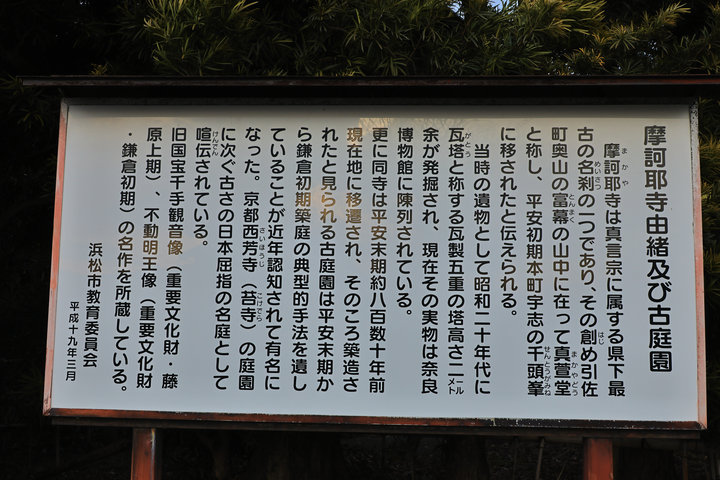 摩訶耶寺由緒及び古庭園
摩訶耶寺は真言宗に属する県下最
古の名刹の一つであり、その創め引佐
町奥山の富幕の山中に在って真萱堂
と称し、平安初期本町宇志の千頭峯
に移されたと伝えられる。
当時の遺物として昭和二十年代に
瓦塔と称する瓦製五重の塔高さ二メートル
余が発掘され、現在その実物は奈良
博物館に陳列されている。
更に同寺は平安末期約八百数十年前
現在地に移遷され、そのころ築造さ
れたと見られる古庭園は平安末期か
ら鎌倉初期築庭の典型的手法を遺し
ていることが近年認知されて有名に
なった。京都西芳寺（苔寺）の庭園
に次ぐ古さの日本屈指の名庭として
喧伝されている。
旧国宝千手観音像（重要文化財・藤
原上期）、不動明王像（重要文化財
・鎌倉初期）の名作を所蔵している。
浜松市教育委員会
平成十九年三月